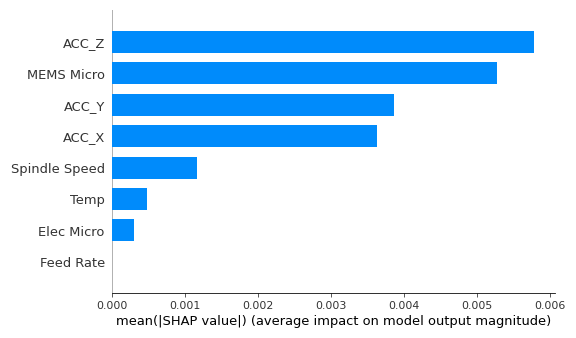 ACC_Z
MEMS Micro
ACC_Y
ACC_X
Spindle Speed
Temp
Elec Micro
Feed Rate
0.000 0.001 0.002 0.003 0.004 0.005 0.006
mean(|SHAP value|) (average impact on model output magnitude)